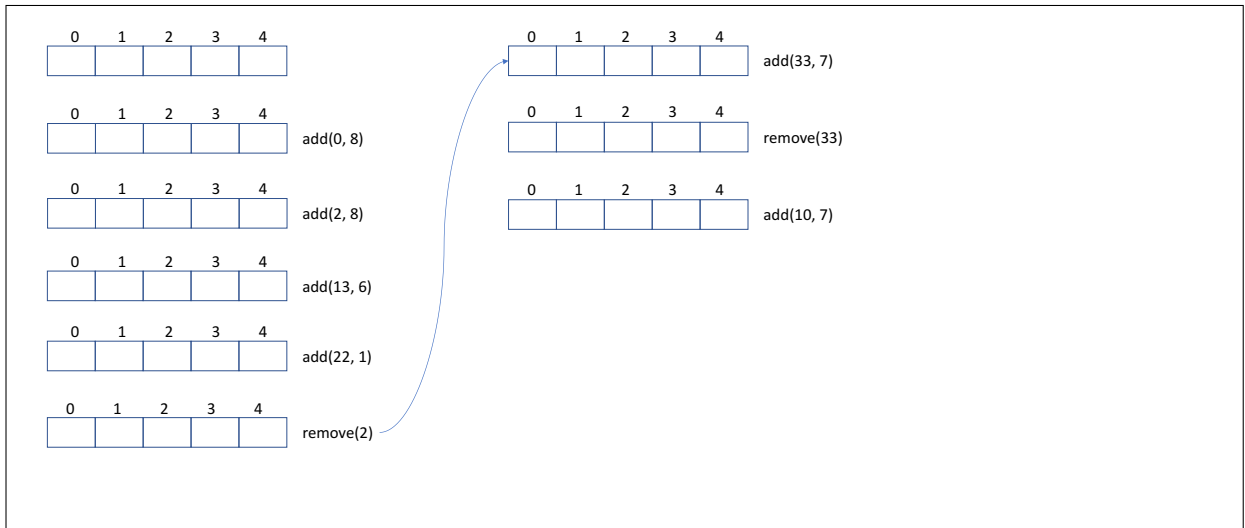 0 1 2 3 4
0 1 2 3 4
add(0, 8)
0 1 2 3 4
add(2, 8)
0 1 2 3 4
add(13, 6)
0 1 2 3 4
add(22, 1)
0 1 2 3 4
remove(2)
0 1 2 3 4
add(33, 7)
0 1 2 3 4
remove(33)
0 1 2 3 4
add(10, 7)